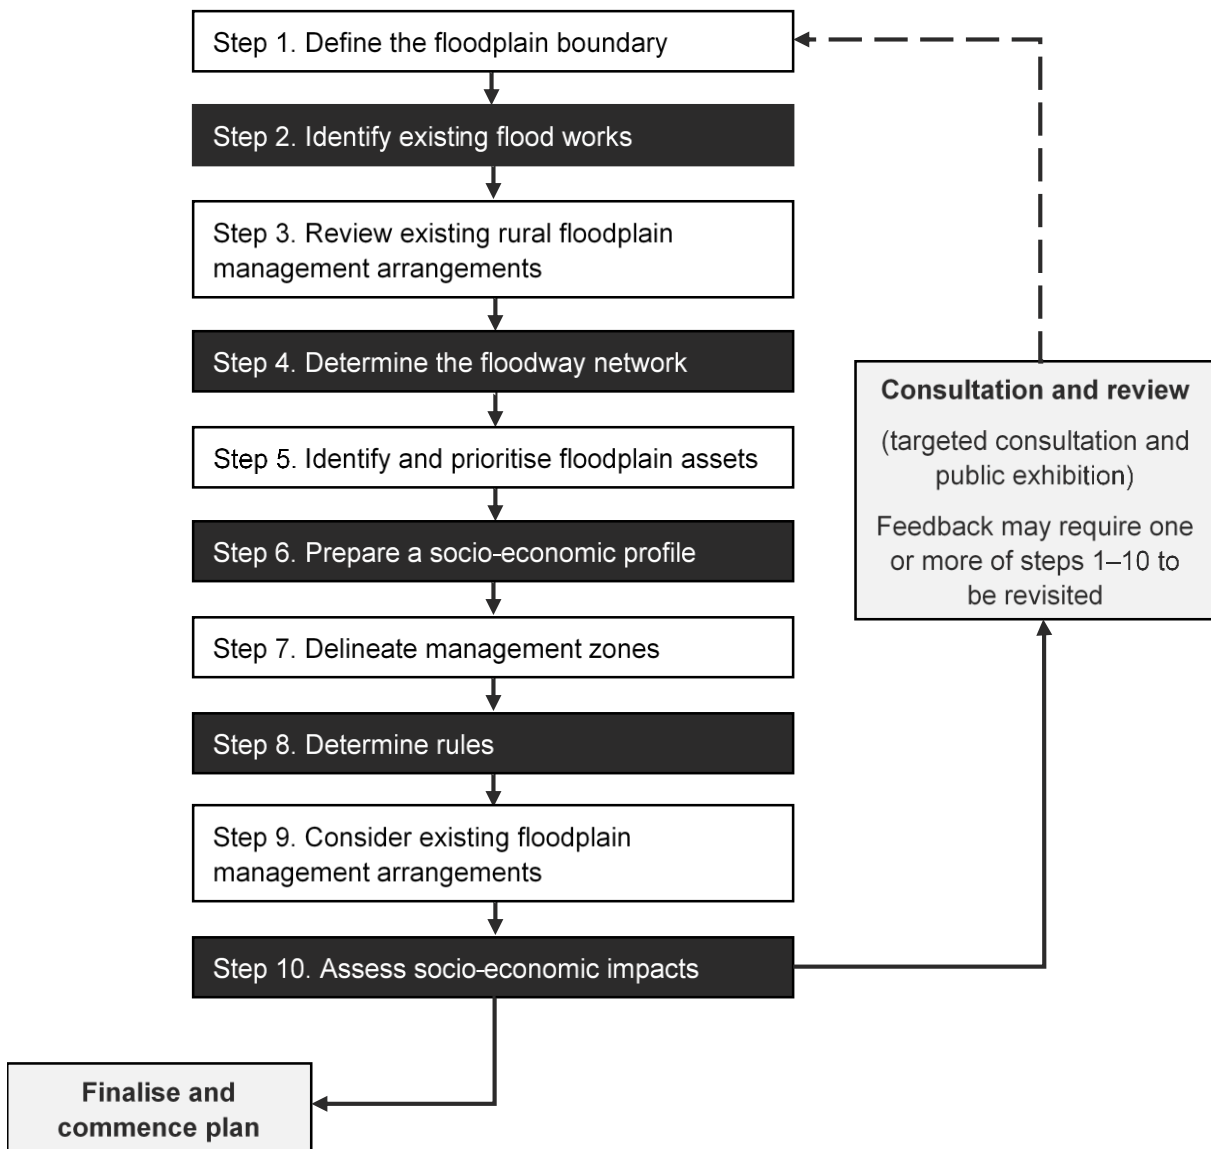 Step 1. Define the floodplain boundary
Step 2. Identify existing flood works
Step 3. Review existing rural floodplain
management arrangements
Step 4. Determine the floodway network
Step 5. Identify and prioritise floodplain assets
Step 6. Prepare a socio-economic profile
Step 7. Delineate management zones
Step 8. Determine rules
Step 9. Consider existing floodplain
management arrangements
Step 10. Assess socio-economic impacts
Consultation and review
(targeted consultation and
public exhibition)
Feedback may require one
or more of steps 1–10 to
be revisited
Finalise and
commence plan